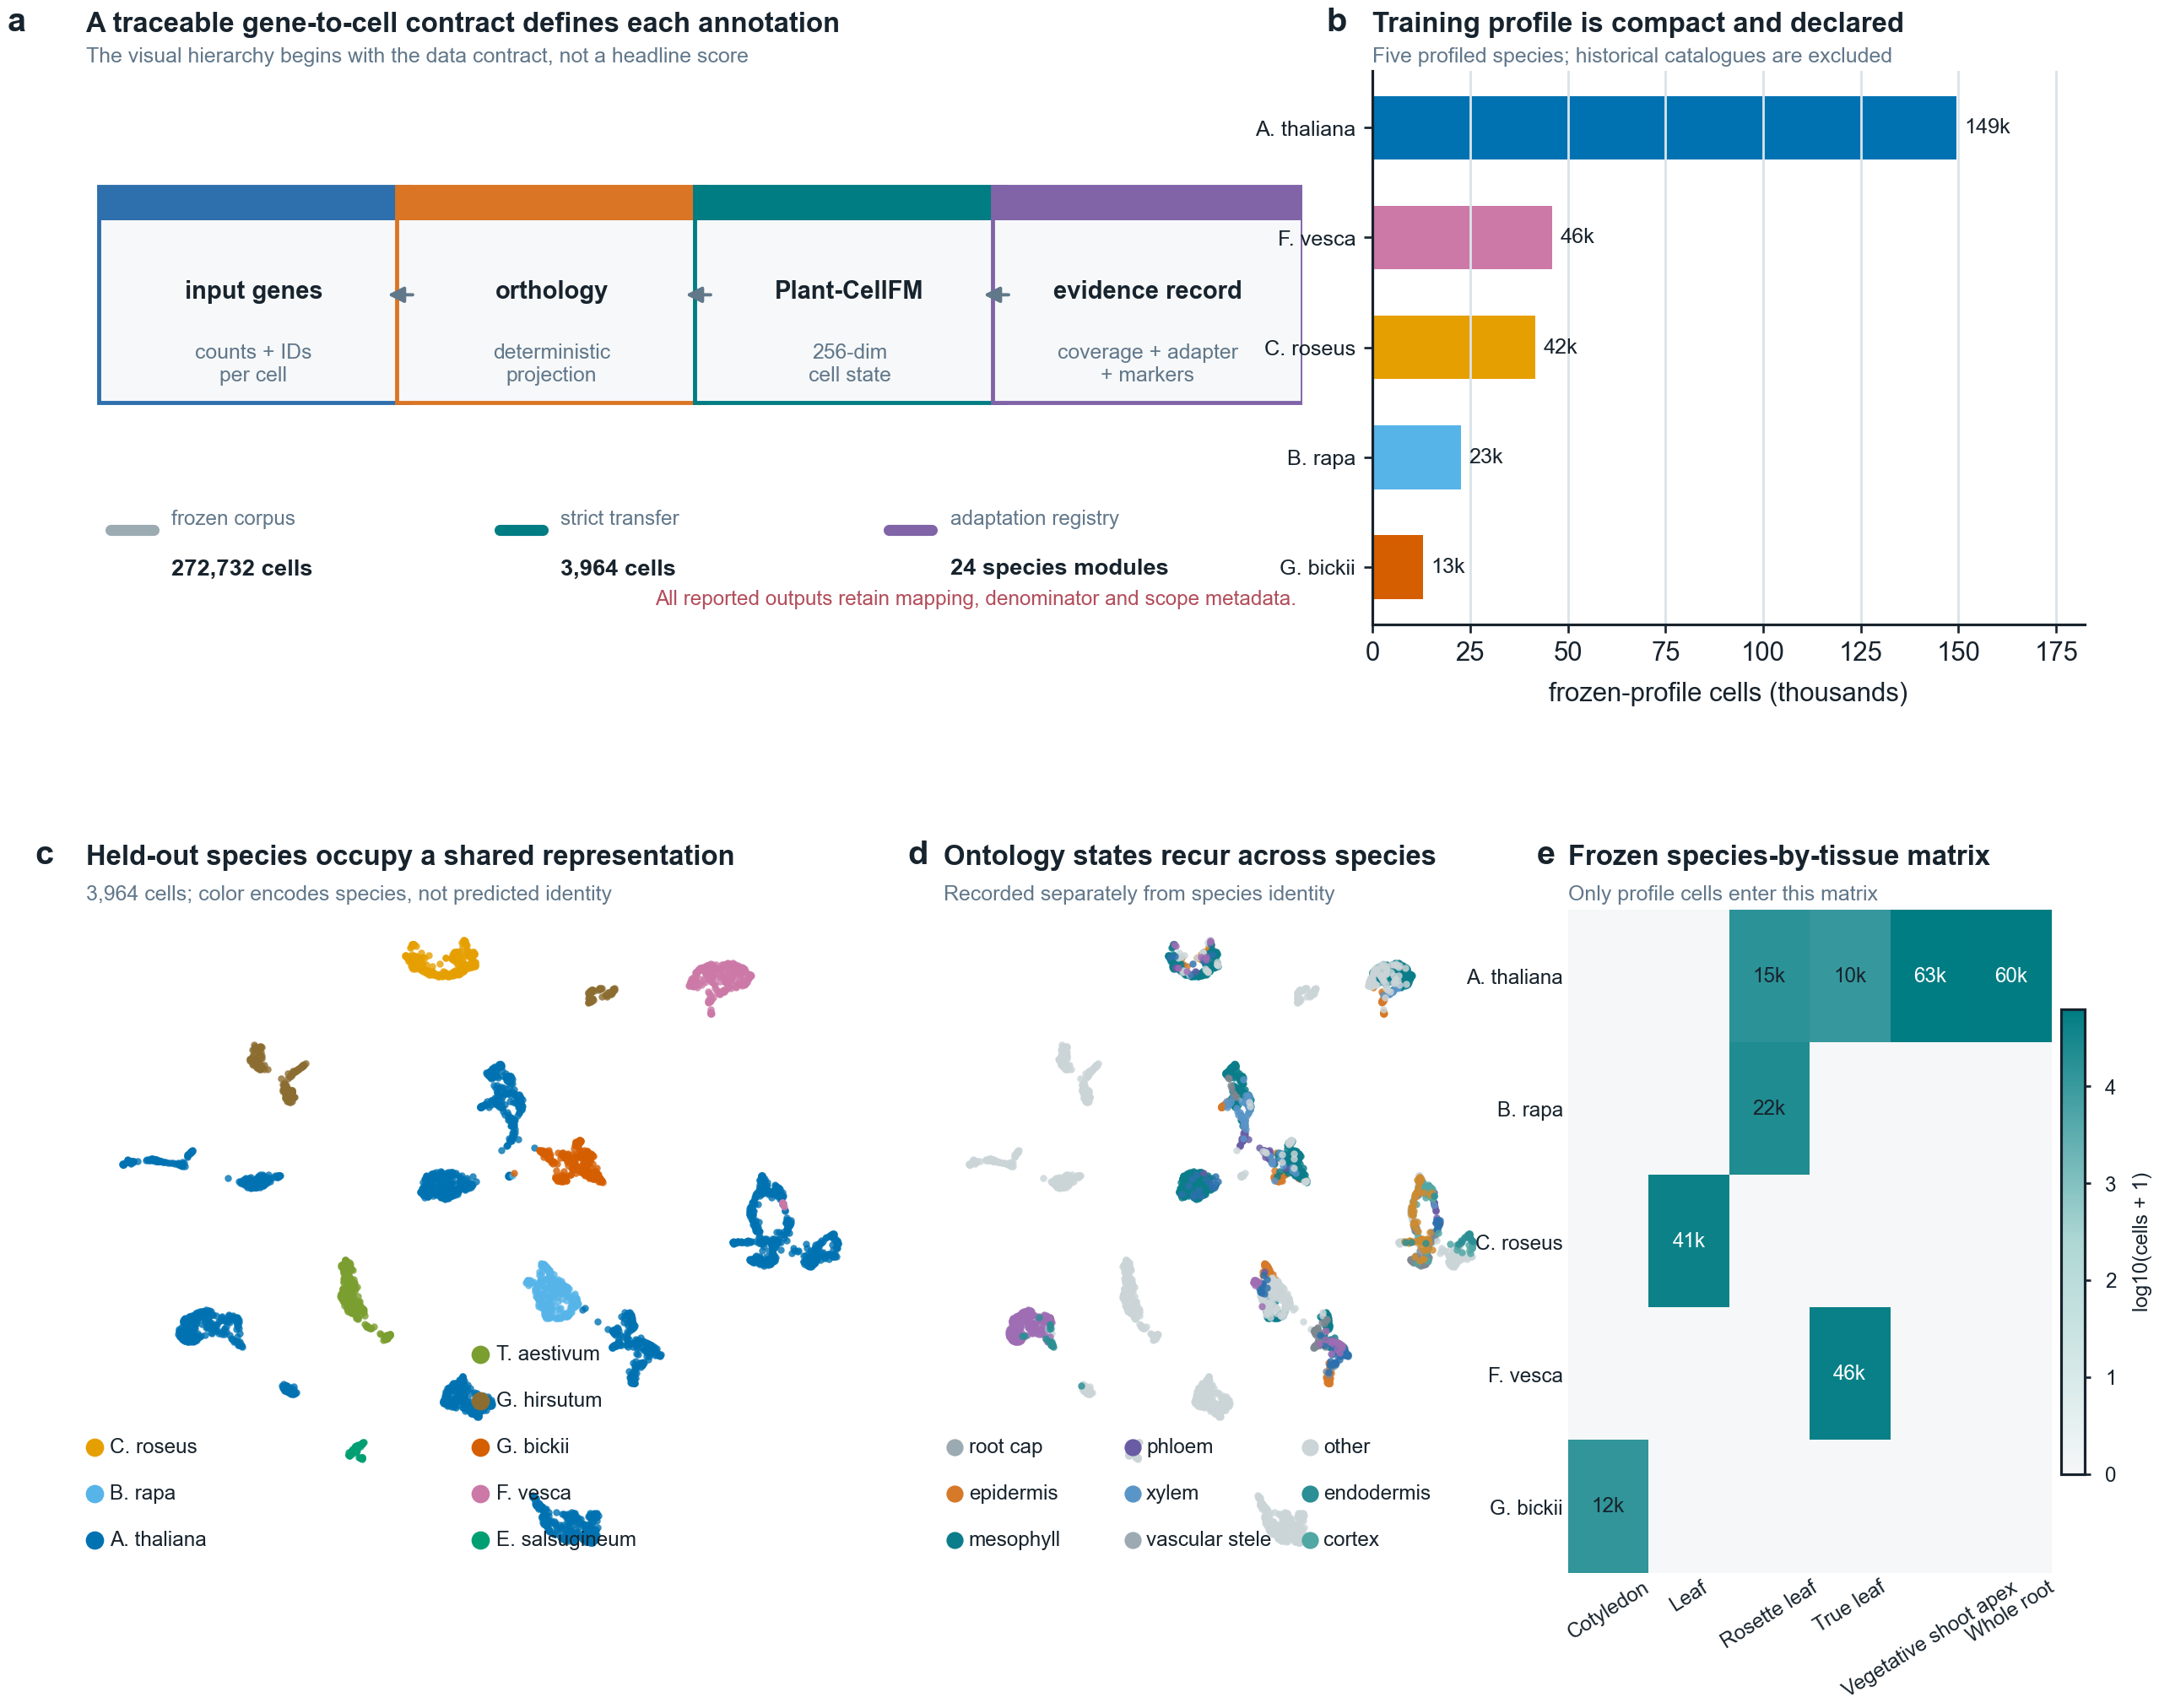 a
A traceable gene-to-cell contract defines each annotation
The visual hierarchy begins with the data contract, not a headline score
input genes
counts + IDs
per cell
orthology
deterministic
projection
Plant-CellFM
256-dim
cell state
evidence record
coverage + adapter
+ markers
frozen corpus
272,732 cells
strict transfer
3,964 cells
adaptation registry
24 species modules
All reported outputs retain mapping, denominator and scope metadata.
b
Training profile is compact and declared
Five profiled species; historical catalogues are excluded
A. thaliana
149k
F. vesca
46k
C. roseus
42k
B. rapa
23k
G. bickii
13k
0 25 50 75 100 125 150 175
frozen-profile cells (thousands)
c
Held-out species occupy a shared representation
3,964 cells; color encodes species, not predicted identity
T. aestivum
G. hirsutum
C. roseus
G. bickii
B. rapa
F. vesca
A. thaliana
E. salsugineum
d
Ontology states recur across species
Recorded separately from species identity
root cap
phloem
other
epidermis
xylem
endodermis
mesophyll
vascular stele
cortex
e
Frozen species-by-tissue matrix
Only profile cells enter this matrix
A. thaliana
15k 10k 63k 60k
B. rapa
22k
C. roseus
41k
F. vesca
46k
G. bickii
12k
Cotyledon
Leaf
Rosette leaf
True leaf
Vegetative shoot apex
Whole root
4
3
2
1
0
log10(cells + 1)